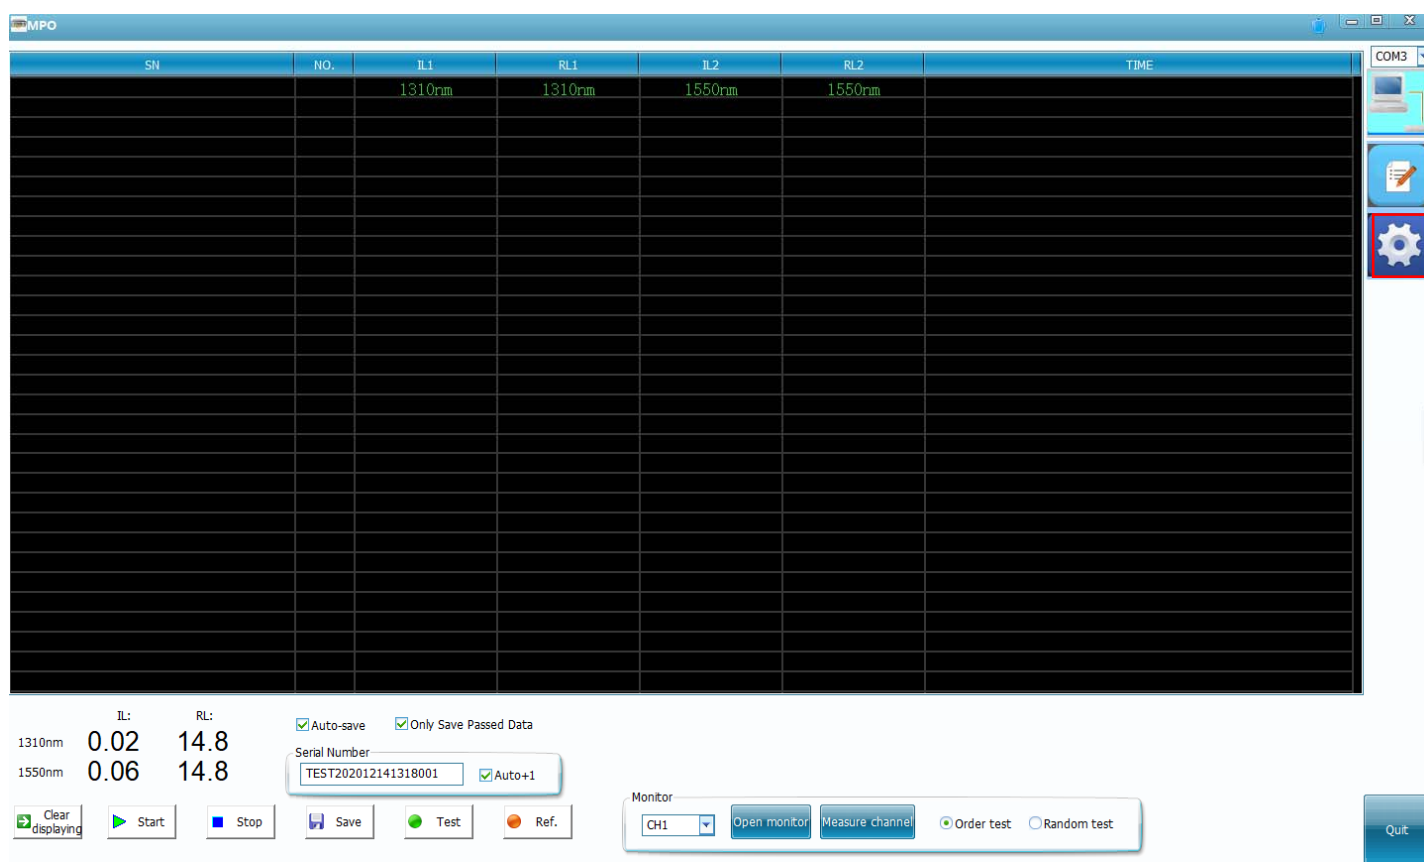 MPO
SN NO. IL1 RL1 IL2 RL2 TIME
COM3
1310nm 1310nm 1550nm 1550nm
IL: RL:
1310nm 0.02 14.8
1550nm 0.06 14.8
Auto-save Only Save Passed Data
Serial Number
TEST202012141318001 Auto+1
Clear displaying
Start
Stop
Save
Test
Ref.
Monitor
CH1 Open monitor Measure channel Order test Random test
Quit